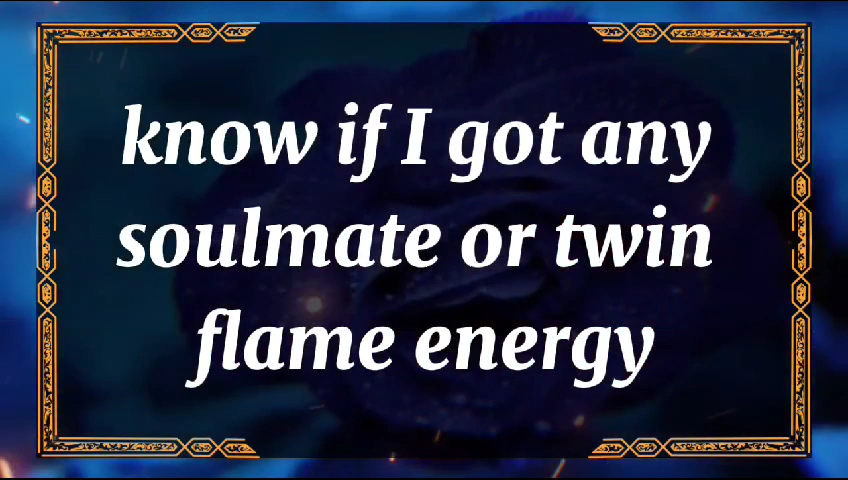 know if I got any
soulmate or twin
flame energy